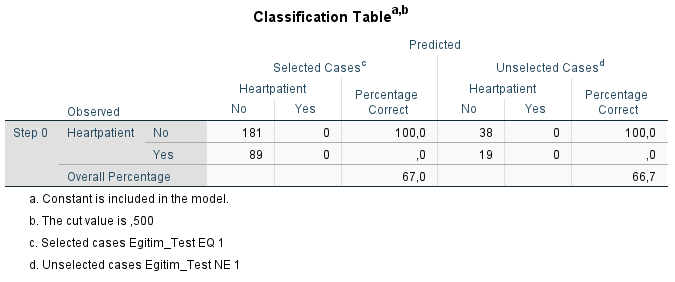 Classification Table a,b
Predicted
Selected Cases c Unselected Cases d
Heartpatient Percentage Correct Heartpatient Percentage Correct
Observed No Yes No Yes
Step 0 Heartpatient No 181 0 100,0 38 0 100,0
Yes 89 0 ,0 19 0 ,0
Overall Percentage 67,0 66,7
a. Constant is included in the model.
b. The cut value is ,500
c. Selected cases Egitim_Test EQ 1
d. Unselected cases Egitim_Test NE 1